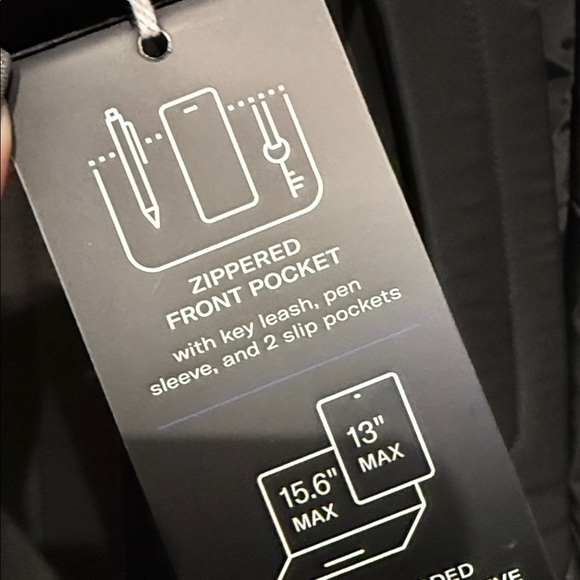 ZIPPERED
FRONT POCKET
with key leash, pen
sleeve, and 2 slip pockets
13"
MAX
15.6"
MAX